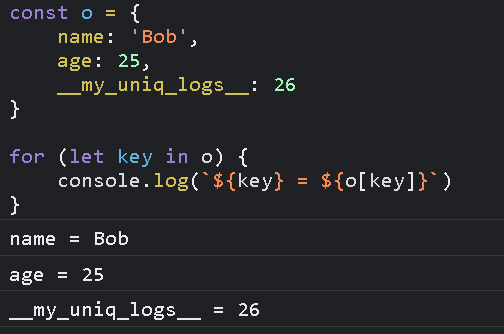 const o = {
    name: 'Bob',
    age: 25,
    __my_uniq_logs__: 26
}

for (let key in o) {
    console.log(`${key} = ${o[key]}`)
}
name = Bob
age = 25
__my_uniq_logs__ = 26